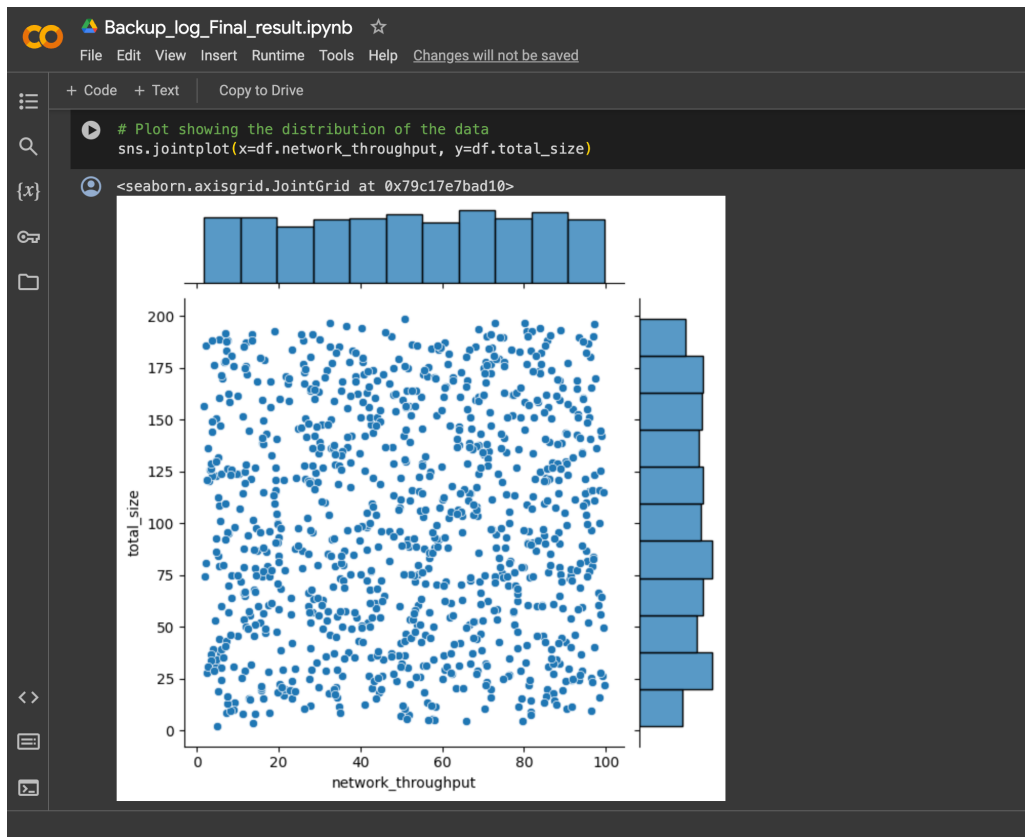 Backup_log_Final_result.ipynb
File Edit View Insert Runtime Tools Help Changes will not be saved
+ Code + Text Copy to Drive
# Plot showing the distribution of the data
sns.jointplot(x=df.network_throughput, y=df.total_size)
{x}
<seaborn.axisgrid.JointGrid at 0x79c17e7bad10>
200
175
150
125
100
75
50
25
0
total_size
0 20 40 60 80 100
network_throughput